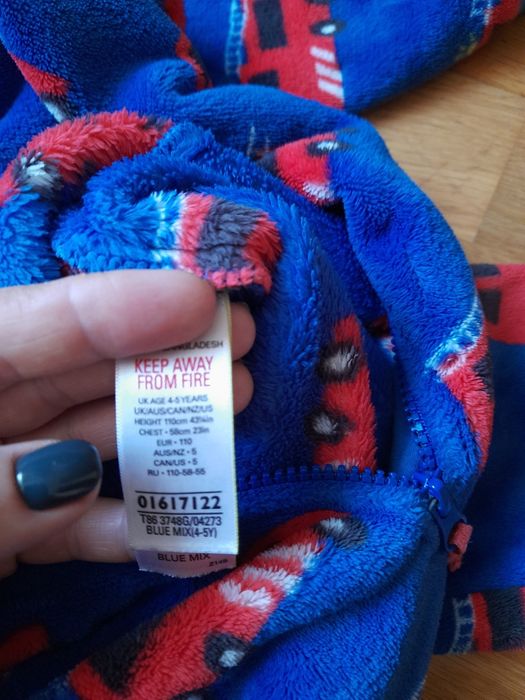 BANGLADESH
KEEP AWAY
FROM FIRE
UK AGE 4-5 YEARS
UK/AUS/CAN/NZ/US
HEIGHT 110cm 43¼in
CHEST • 58cm 23in
EUR • 110
AUS/NZ • 5
CAN/US • 5
RU • 110-58-55
01617122
T86 3748G/04273
BLUE MIX(4-5Y)
BLUE MIX